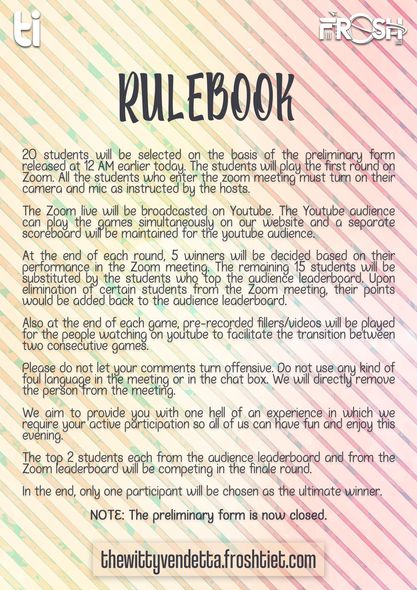 ti
FROSH
RULEBOOK
20 students will be selected on the basis of the preliminary form
released at 12 AM earlier today. The students will play the first round on
Zoom. All the students who enter the zoom meeting must turn on their
camera and mic as instructed by the hosts.
The Zoom live will be broadcasted on Youtube. The Youtube audience
can play the games simultaneously on our website and a separate
scoreboard will be maintained for the youtube audience.
At the end of each round, 5 winners will be decided based on their
performance in the Zoom meeting. The remaining 15 students will be
substituted by the students who top the audience leaderboard. Upon
elimination of certain students from the Zoom meeting, their points
would be added back to the audience leaderboard.
Also at the end of each game, pre-recorded fillers/videos will be played
for the people watching on youtube to facilitate the transition between
two consecutive games.
Please do not let your comments turn offensive. Do not use any kind of
foul language in the meeting or in the chat box. We will directly remove
the person from the meeting.
We aim to provide you with one hell of an experience in which we
require your active participation so all of us can have fun and enjoy this
evening.
The top 2 students each from the audience leaderboard and from the
Zoom leaderboard will be competing in the finale round.
In the end, only one participant will be chosen as the ultimate winner.
NOTE: The preliminary form is now closed.
thewittyvendetta.froshtiet.com